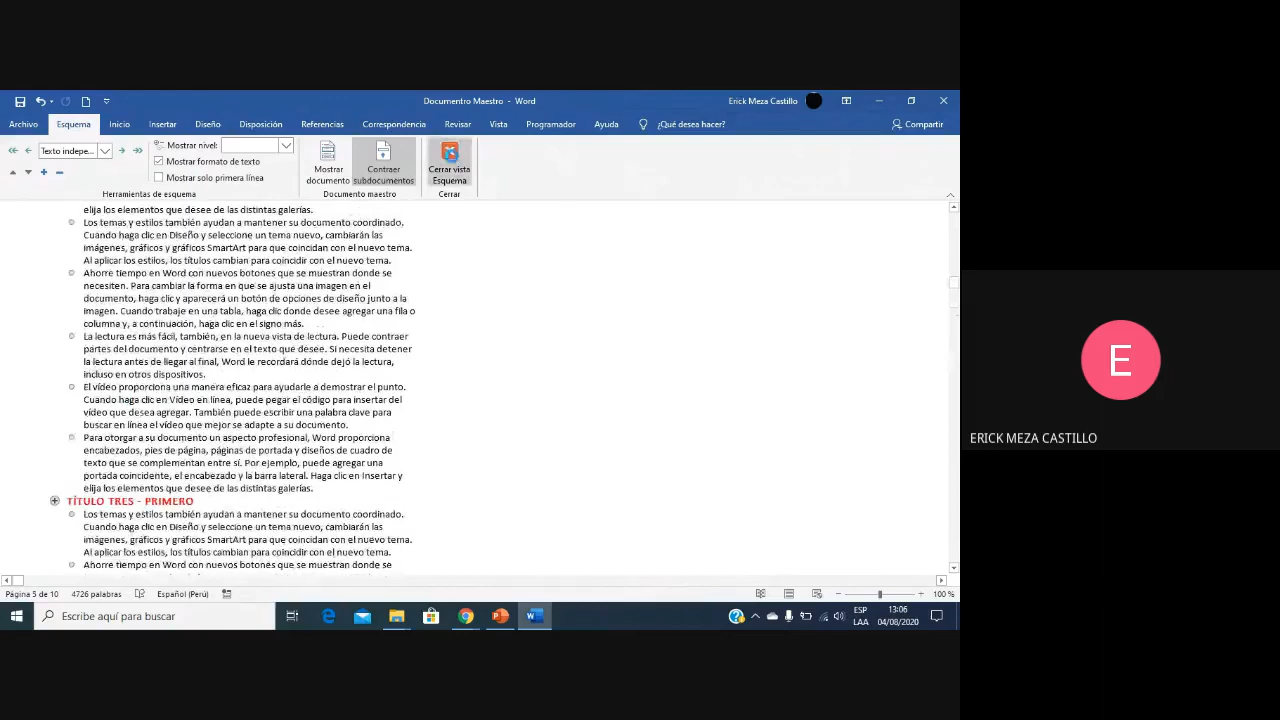 Documentro Maestro - Word
Erick Meza Castillo
Archivo Esquema Inicio Insertar Diseño Disposición Referencias Correspondencia Revisar Vista Programador Ayuda ¿Qué desea hacer? Compartir
Texto indepe...
Mostrar nivel:
Mostrar formato de texto
Mostrar solo primera línea
Herramientas de esquema
Mostrar documento
Contraer subdocumentos
Documento maestro
Cerrar vista Esquema
Cerrar
elija los elementos que desee de las distintas galerías.
Los temas y estilos también ayudan a mantener su documento coordinado.
Cuando haga clic en Diseño y seleccione un tema nuevo, cambiarán las
imágenes, gráficos y gráficos SmartArt para que coincidan con el nuevo tema.
Al aplicar los estilos, los títulos cambian para coincidir con el nuevo tema.
Ahorre tiempo en Word con nuevos botones que se muestran donde se
necesiten. Para cambiar la forma en que se ajusta una imagen en el
documento, haga clic y aparecerá un botón de opciones de diseño junto a la
imagen. Cuando trabaje en una tabla, haga clic donde desee agregar una fila o
columna y, a continuación, haga clic en el signo más.
La lectura es más fácil, también, en la nueva vista de lectura. Puede contraer
partes del documento y centrarse en el texto que desee. Si necesita detener
la lectura antes de llegar al final, Word le recordará dónde dejó la lectura,
incluso en otros dispositivos.
El vídeo proporciona una manera eficaz para ayudarle a demostrar el punto.
Cuando haga clic en Vídeo en línea, puede pegar el código para insertar del
vídeo que desea agregar. También puede escribir una palabra clave para
buscar en línea el vídeo que mejor se adapte a su documento.
Para otorgar a su documento un aspecto profesional, Word proporciona
encabezados, pies de página, páginas de portada y diseños de cuadro de
texto que se complementan entre sí. Por ejemplo, puede agregar una
portada coincidente, el encabezado y la barra lateral. Haga clic en Insertar y
elija los elementos que desee de las distintas galerías.
TÍTULO TRES - PRIMERO
Los temas y estilos también ayudan a mantener su documento coordinado.
Cuando haga clic en Diseño y seleccione un tema nuevo, cambiarán las
imágenes, gráficos y gráficos SmartArt para que coincidan con el nuevo tema.
Al aplicar los estilos, los títulos cambian para coincidir con el nuevo tema.
Ahorre tiempo en Word con nuevos botones que se muestran donde se
Página 5 de 10 4726 palabras Español (Perú) 100 %
Escribe aquí para buscar
ESP
LAA
13:06
04/08/2020
E
ERICK MEZA CASTILLO